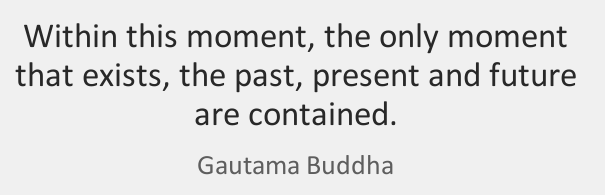 Within this moment, the only moment
that exists, the past, present and future
are contained.
Gautama Buddha